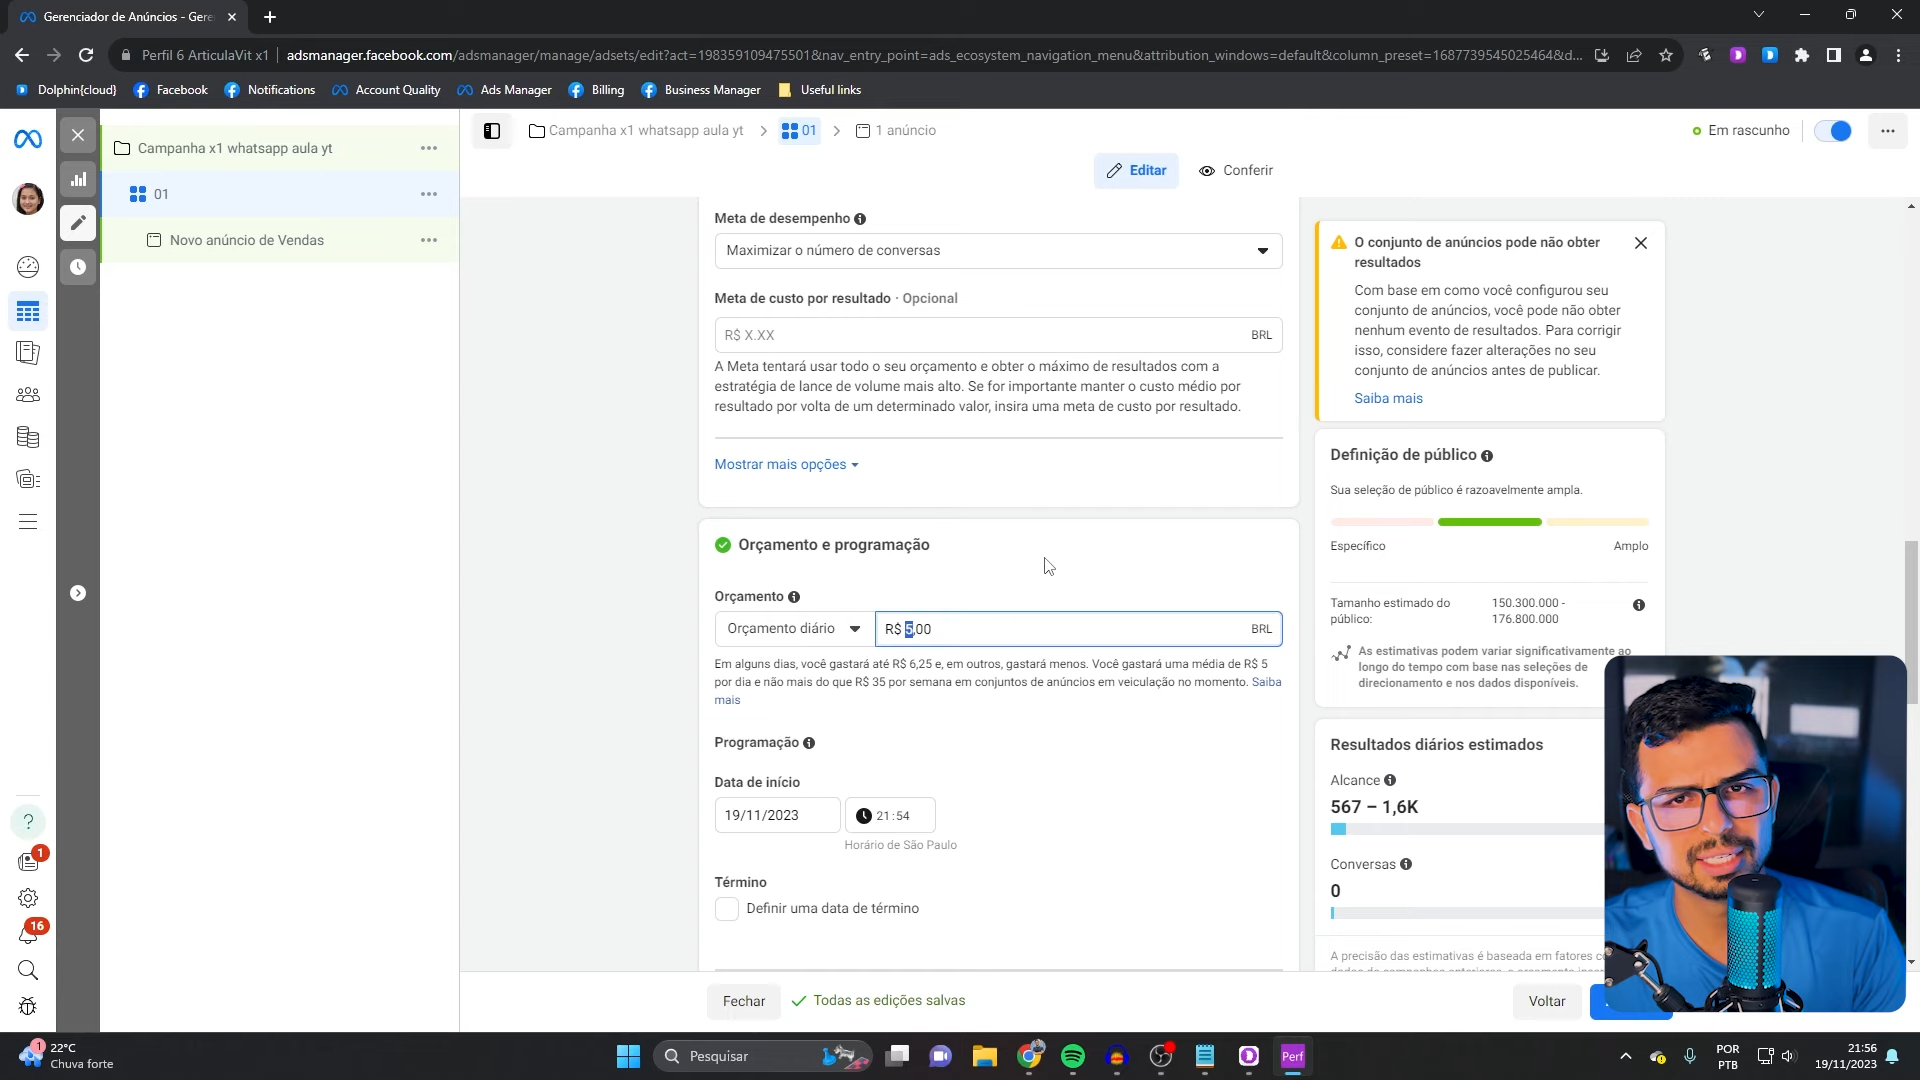 Gerenciador de Anúncios - Gere
Perfil 6 ArticulaVit x1
adsmanager.facebook.com/adsmanager/manage/adsets/edit?act=198359109475501&nav_entry_point=ads_ecosystem_navigation_menu&attribution_windows=default&column_preset=1687739545025464&d...
Dolphin{cloud}
Facebook
Notifications
Account Quality
Ads Manager
Billing
Business Manager
Useful links
Campanha x1 whatsapp aula yt
01
Novo anúncio de Vendas
Campanha x1 whatsapp aula yt
01
1 anúncio
Em rascunho
Editar
Conferir
Meta de desempenho
Maximizar o número de conversas
Meta de custo por resultado · Opcional
R$ X.XX
BRL
A Meta tentará usar todo o seu orçamento e obter o máximo de resultados com a
estratégia de lance de volume mais alto. Se for importante manter o custo médio por
resultado por volta de um determinado valor, insira uma meta de custo por resultado.
Mostrar mais opções
Orçamento e programação
Orçamento
Orçamento diário
R$ 5,00
BRL
Em alguns dias, você gastará até R$ 6,25 e, em outros, gastará menos. Você gastará uma média de R$ 5
por dia e não mais do que R$ 35 por semana em conjuntos de anúncios em veiculação no momento. Saiba
mais
Programação
Data de início
19/11/2023
21:54
Horário de São Paulo
Término
Definir uma data de término
O conjunto de anúncios pode não obter
resultados
Com base em como você configurou seu
conjunto de anúncios, você pode não obter
nenhum evento de resultados. Para corrigir
isso, considere fazer alterações no seu
conjunto de anúncios antes de publicar.
Saiba mais
Definição de público
Sua seleção de público é razoavelmente ampla.
Específico
Amplo
Tamanho estimado do
público:
150.300.000 -
176.800.000
As estimativas podem variar significativamente ao
longo do tempo com base nas seleções de
direcionamento e nos dados disponíveis.
Resultados diários estimados
Alcance
567 – 1,6K
Conversas
0
A precisão das estimativas é baseada em fatores
Fechar
Todas as edições salvas
Voltar
1
16
1
22°C
Chuva forte
Pesquisar
Perf
POR
PTB
21:56
19/11/2023